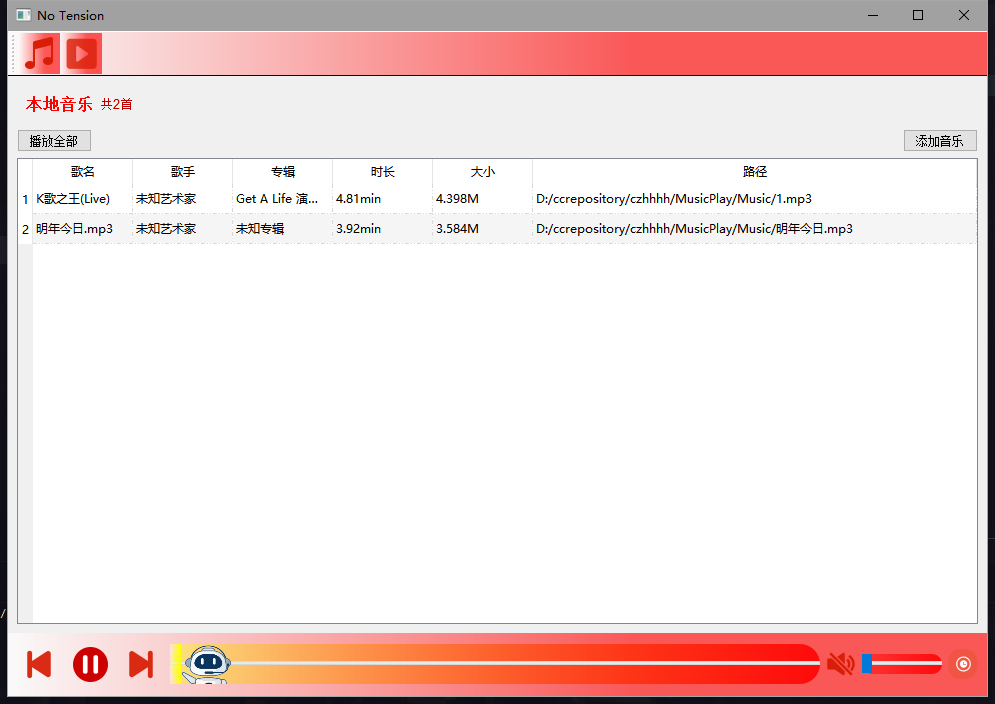 No Tension
本地音乐 共2首
播放全部 添加音乐
歌名 歌手 专辑 时长 大小 路径
1 K歌之王(Live) 未知艺术家 Get A Life 演... 4.81min 4.398M D:/ccrepository/czhhhh/MusicPlay/Music/1.mp3
2 明年今日.mp3 未知艺术家 未知专辑 3.92min 3.584M D:/ccrepository/czhhhh/MusicPlay/Music/明年今日.mp3
/